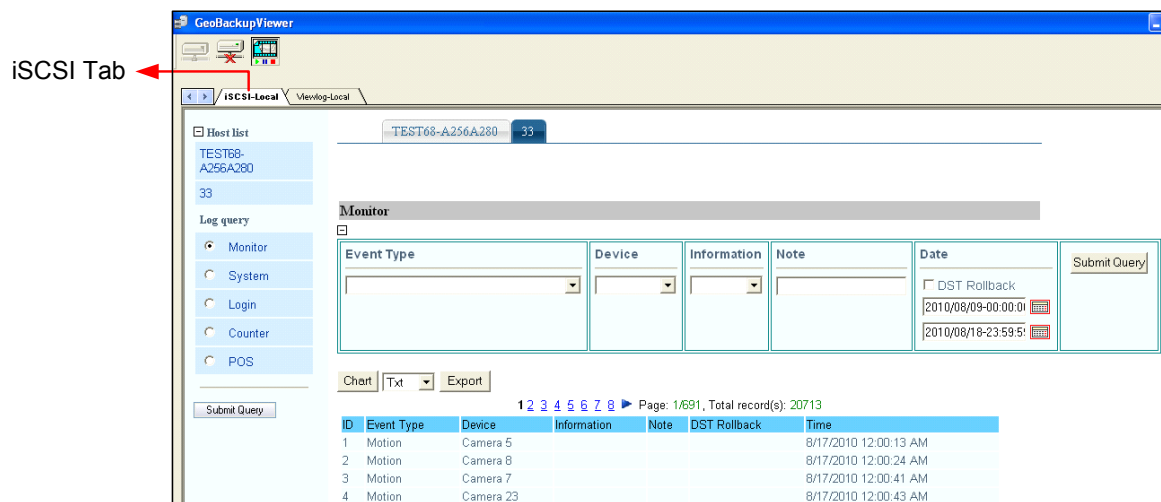 GeoBackupViewer
iSCSI Tab
iSCSI-Local Viewlog-Local
Host list
TEST68-
A256A280
33
Log query
Monitor
System
Login
Counter
POS
Submit Query
TEST68-A256A280 33
Monitor
Event Type Device Information Note Date
Submit Query
DST Rollback
2010/08/09-00:00:0
2010/08/18-23:59:5
Chart Txt Export
1 2 3 4 5 6 7 8 Page: 1/691, Total record(s): 20713
ID Event Type Device Information Note DST Rollback Time
1 Motion Camera 5 8/17/2010 12:00:13 AM
2 Motion Camera 8 8/17/2010 12:00:24 AM
3 Motion Camera 7 8/17/2010 12:00:41 AM
4 Motion Camera 23 8/17/2010 12:00:43 AM